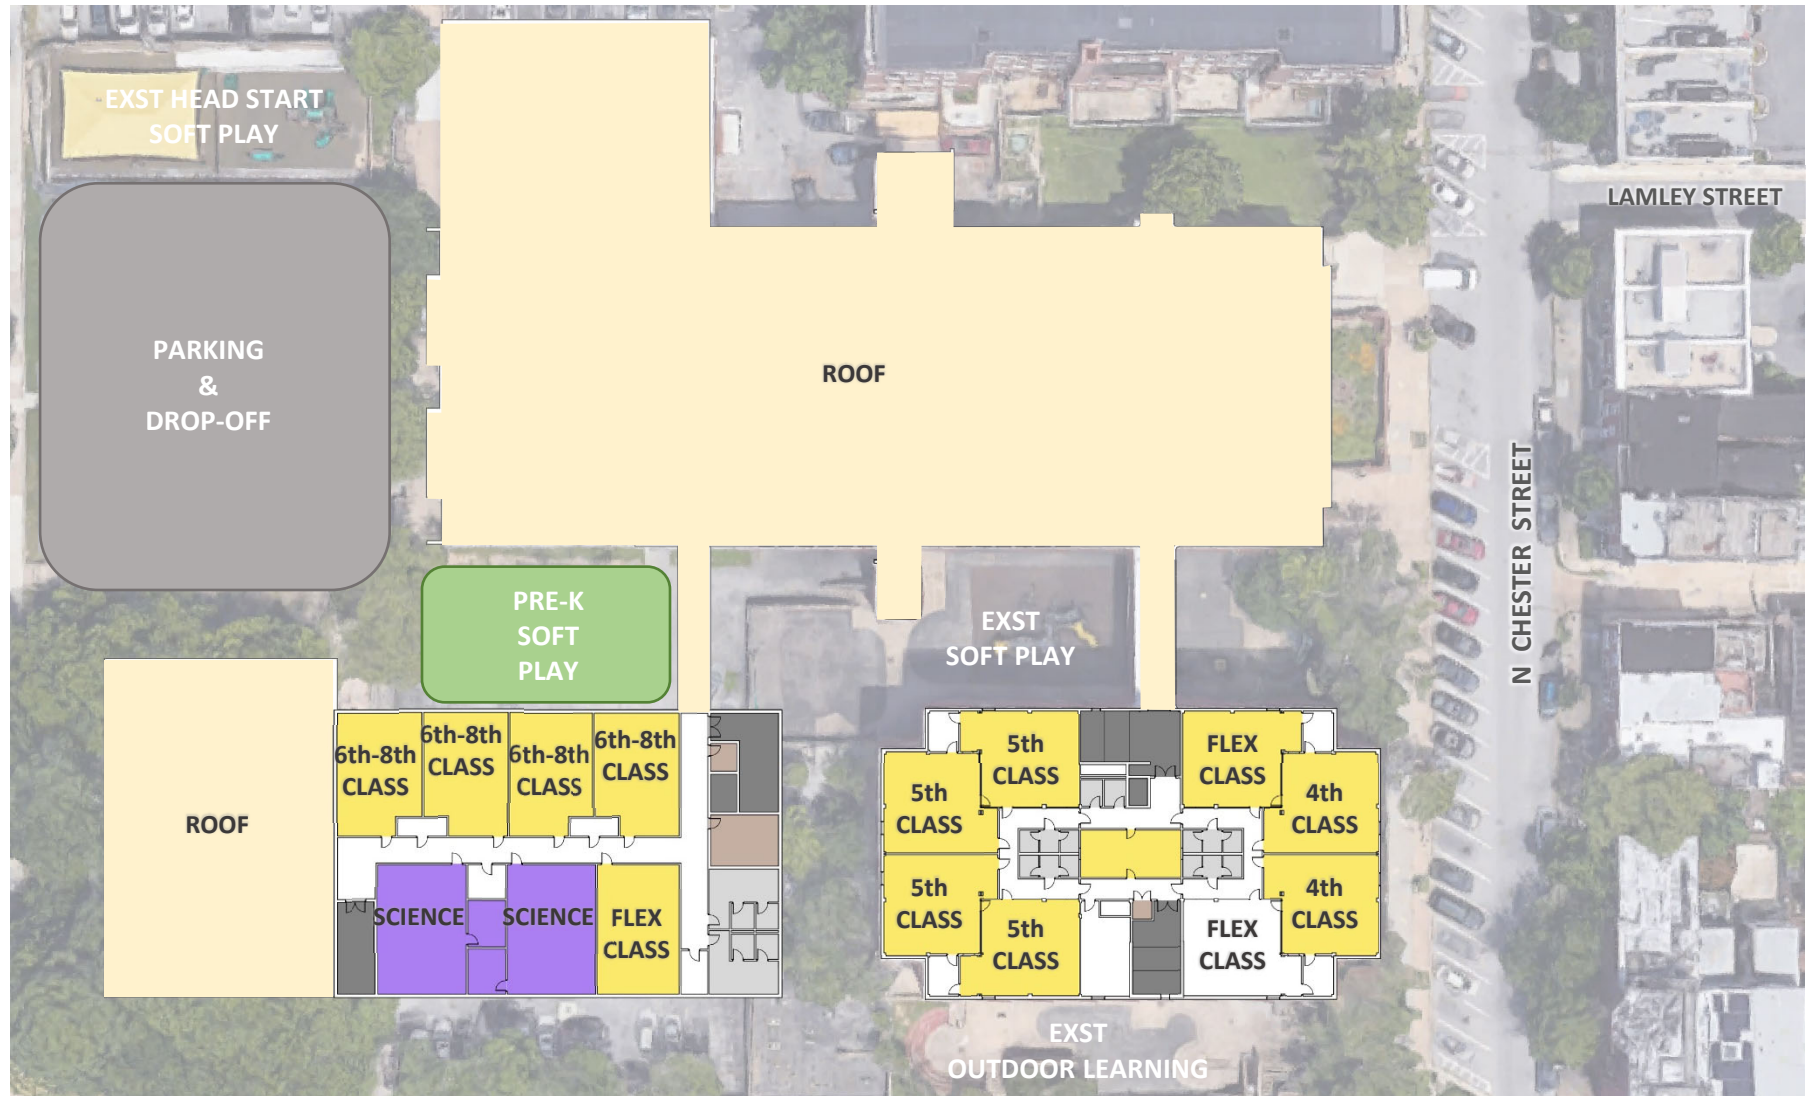 EXST HEAD START
SOFT PLAY
LAMLEY STREET
PARKING
&
DROP-OFF
ROOF
N CHESTER STREET
PRE-K
SOFT
PLAY
EXST
SOFT PLAY
ROOF
6th-8th
CLASS
6th-8th
CLASS
6th-8th
CLASS
6th-8th
CLASS
SCIENCE
SCIENCE
FLEX
CLASS
5th
CLASS
FLEX
CLASS
5th
CLASS
4th
CLASS
5th
CLASS
4th
CLASS
5th
CLASS
FLEX
CLASS
EXST
OUTDOOR LEARNING